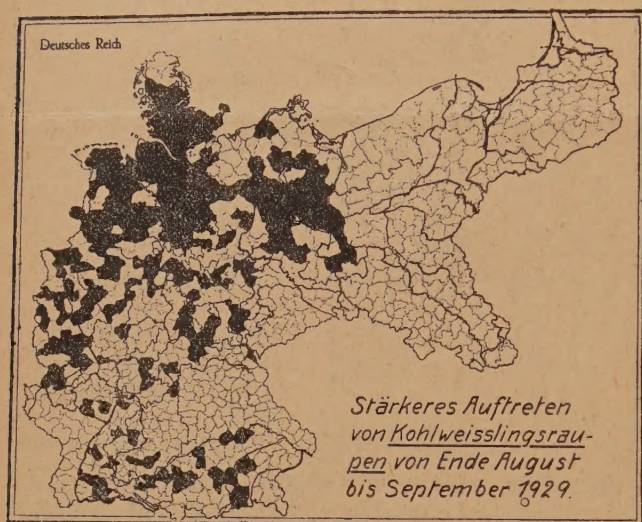 Deutsches Reich
Stärkeres Auftreten
von Kohlweisslingsrau-
pen von Ende August
bis September 1929.